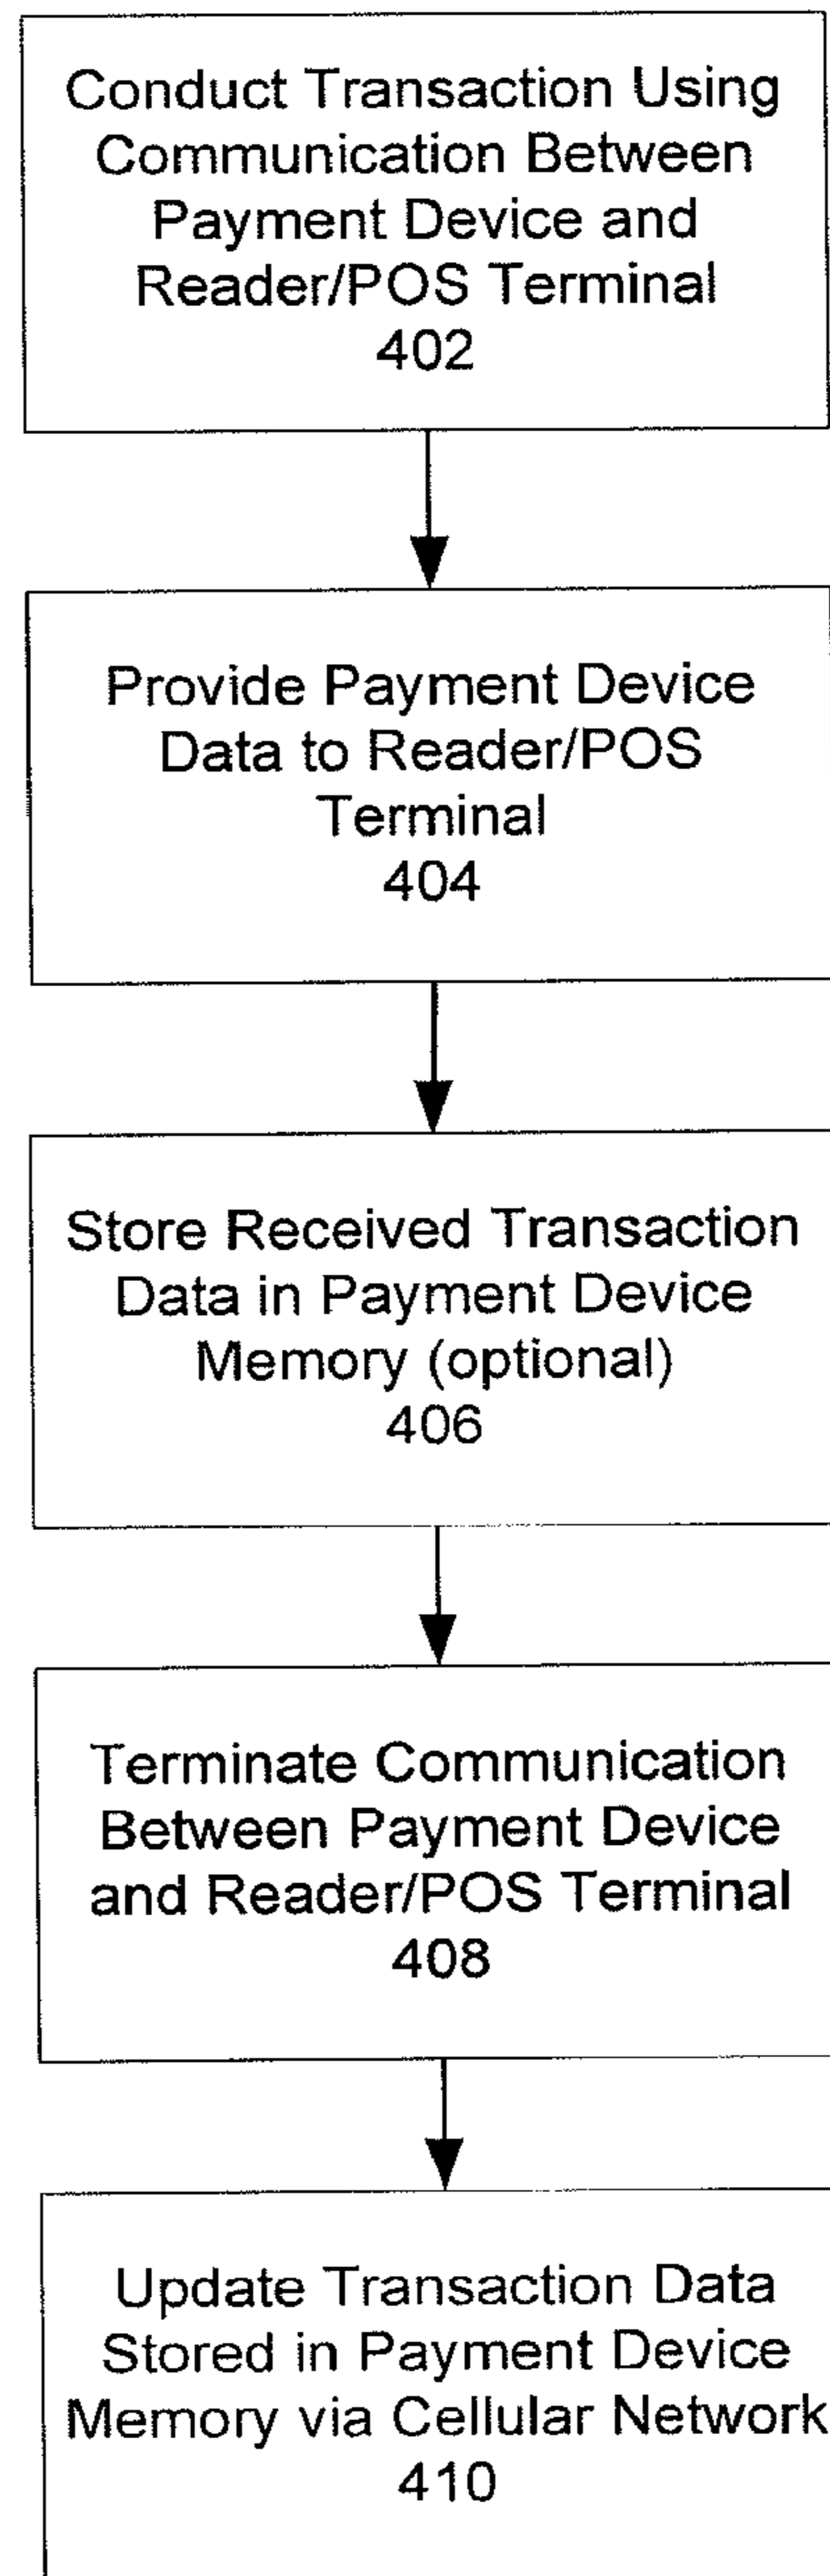 Conduct Transaction Using
Communication Between
Payment Device and
Reader/POS Terminal
402
Provide Payment Device
Data to Reader/POS
Terminal
404
Store Received Transaction
Data in Payment Device
Memory (optional)
406
Terminate Communication
Between Payment Device
and Reader/POS Terminal
408
Update Transaction Data
Stored in Payment Device
Memory via Cellular Network
410